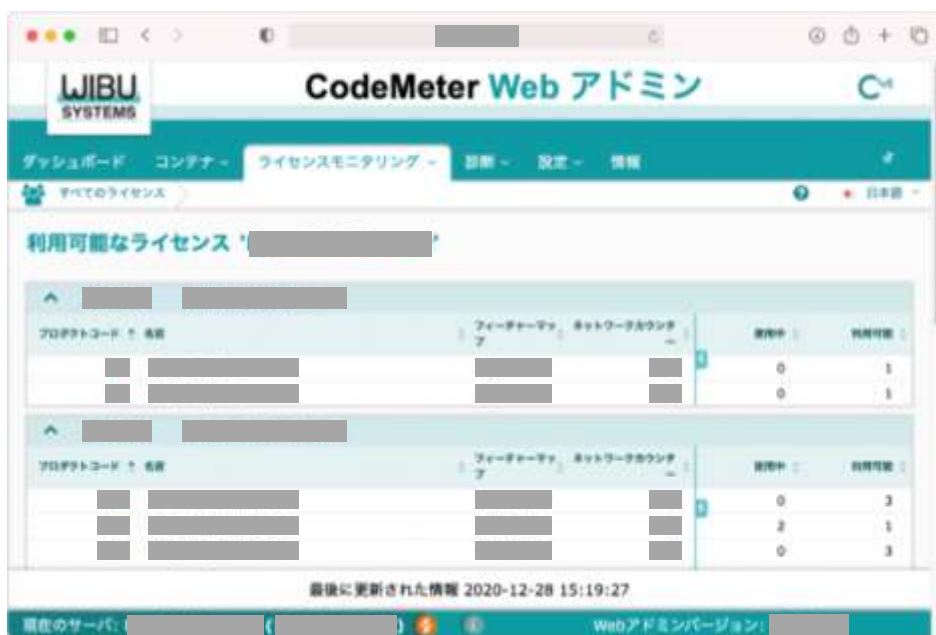 WIBU
SYSTEMS
CodeMeter Web アドミン
ダッシュボード コンテナ ライセンスモニタリング 診断 設定 情報
すべてのライセンス
日本語
利用可能なライセンス '
プロダクトコード 名前 フィーチャーマップ ネットワークカウンター 使用中 利用可能
0 1
0 1
プロダクトコード 名前 フィーチャーマップ ネットワークカウンター 使用中 利用可能
0 3
2 1
0 3
最後に更新された情報 2020-12-28 15:19:27
現在のサーバ: ( ) Webアドミンバージョン: